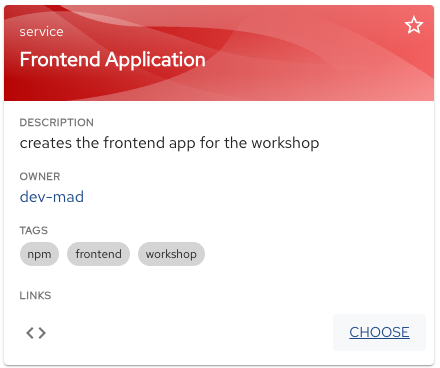 service
Frontend Application
DESCRIPTION
creates the frontend app for the workshop
OWNER
dev-mad
TAGS
npm frontend workshop
LINKS
CHOOSE